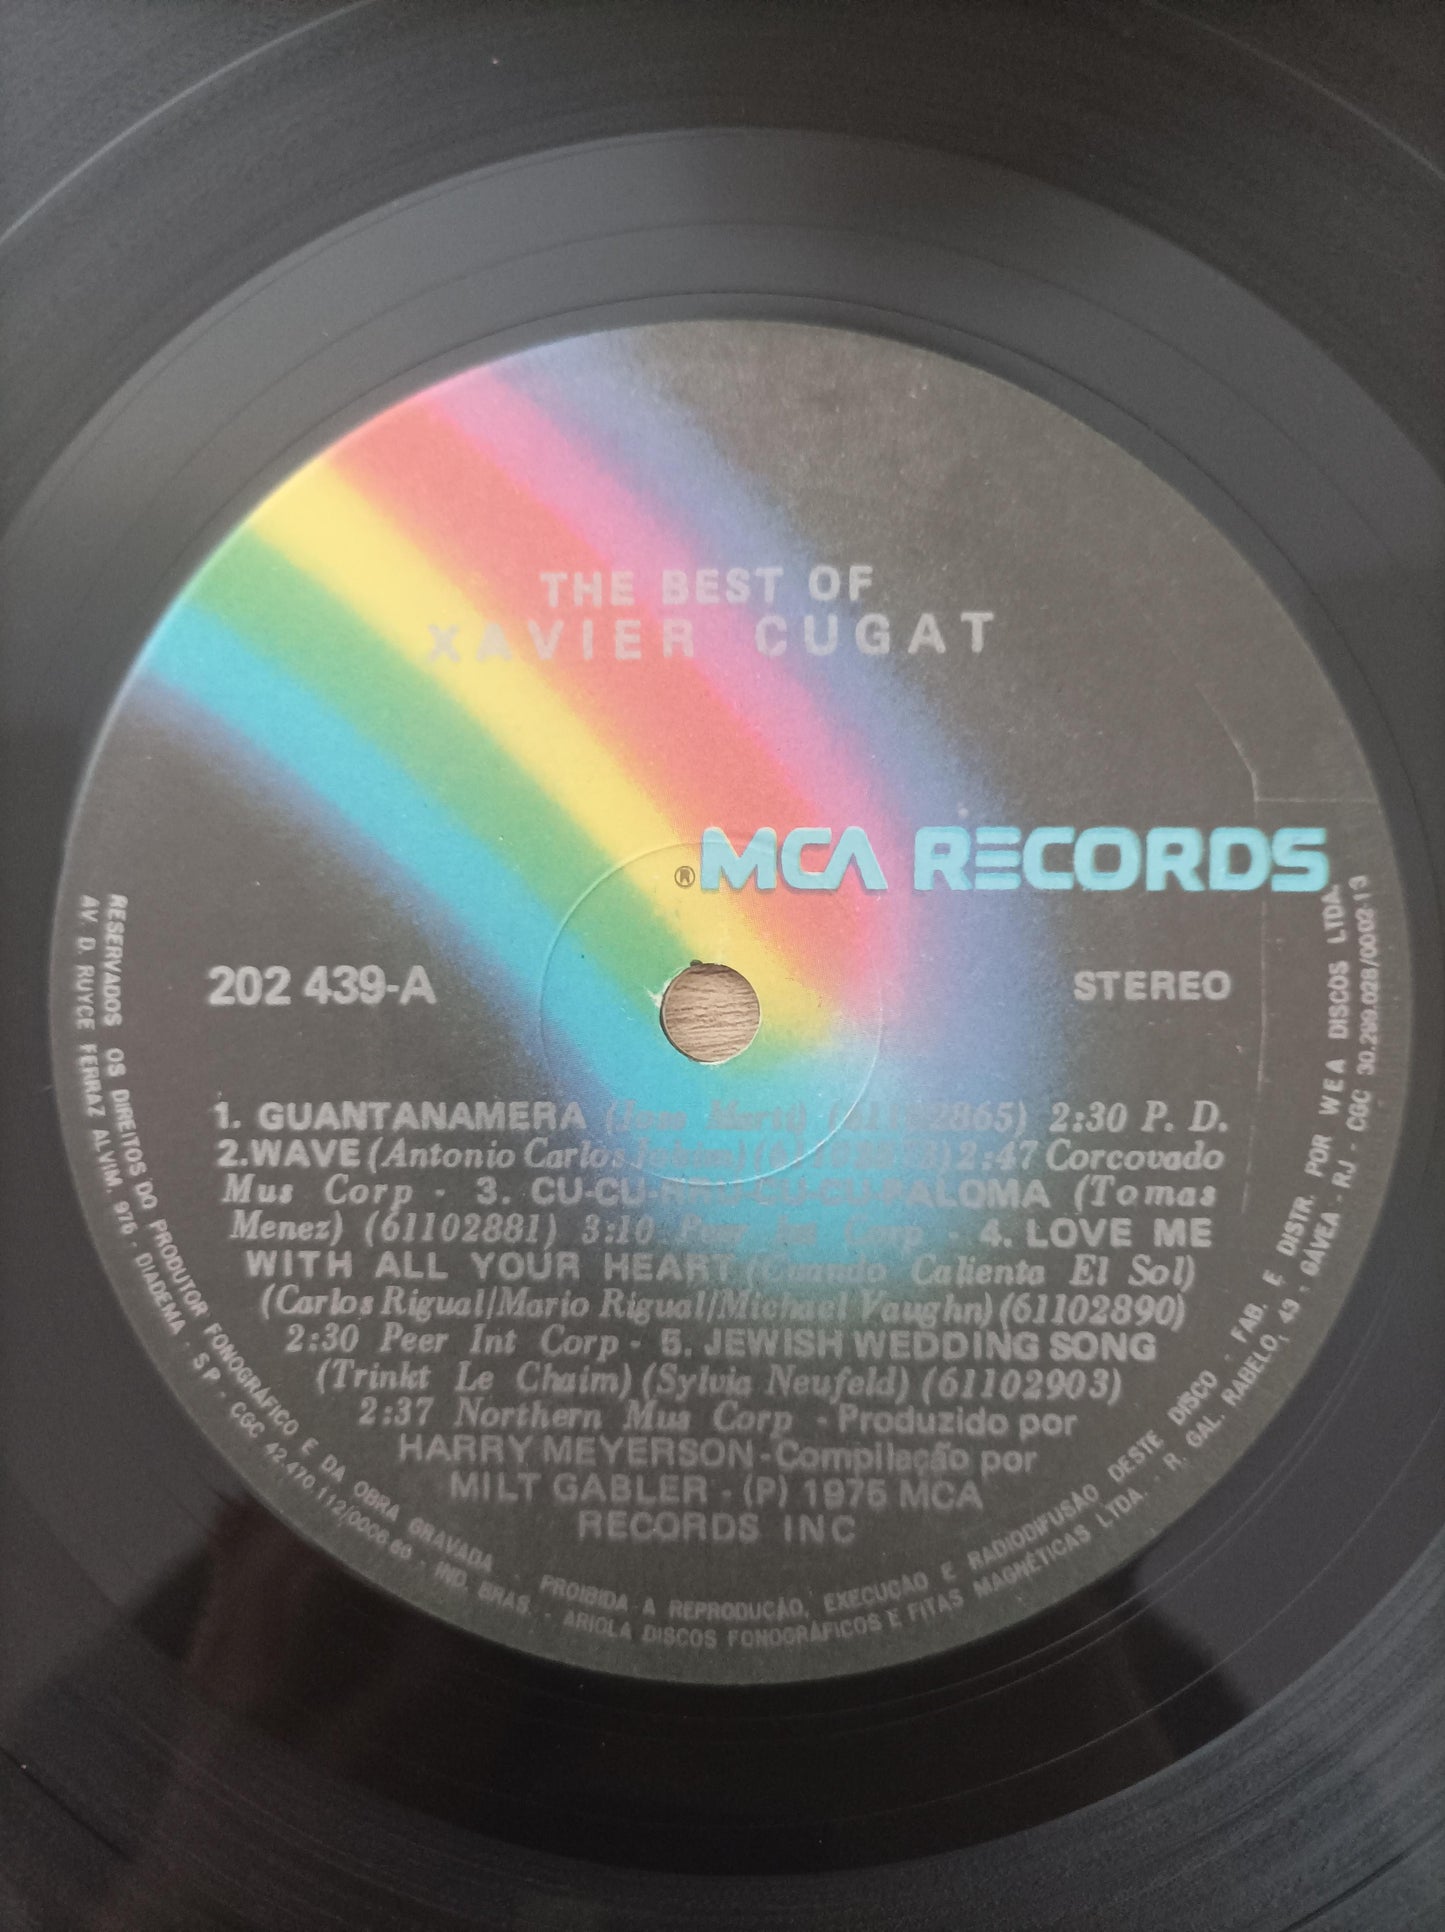 THE BEST OF
XAVIER CUGAT
® MCA RECORDS
202 439-A
STEREO
1. GUANTANAMERA (Jose Marti) (61102865) 2:30 P. D.
2.WAVE (Antonio Carlos Jobim) 2:47 Corcovado
Mus Corp - 3. CU-CU-RRU-CU-CU-PALOMA (Tomas
Menez) (61102881) 3:10 Peer Int Corp - 4. LOVE ME
WITH ALL YOUR HEART (Cuando Calienta El Sol)
(Carlos Rigual/Mario Rigual/Michael Vaughn) (61102890)
2:30 Peer Int Corp - 5. JEWISH WEDDING SONG
(Trinkt Le Chaim) (Sylvia Neufeld) (61102903)
2:37 Northern Mus Corp - Produzido por
HARRY MEYERSON-Compilação por
MILT GABLER - (P) 1975 MCA
RECORDS INC
RESERVADOS OS DIREITOS DO PRODUTOR FONOGRÁFICO E DA OBRA GRAVADA - PROIBIDA A REPRODUÇÃO, EXECUÇÃO E RADIODIFUSÃO DESTE DISCO - FAB. E DISTR. POR WEA DISCOS LTDA.
AV. D. RUYCE FERRAZ ALVIM, 976 - DIADEMA - S P - CGC 42.470.112/0006.60 - IND. BRAS. - ARIOLA DISCOS FONOGRÁFICOS E FITAS MAGNÉTICAS LTDA. - R. GAL. RABELO, 43 - GÁVEA - RJ - CGC 30.299.028/0002-13